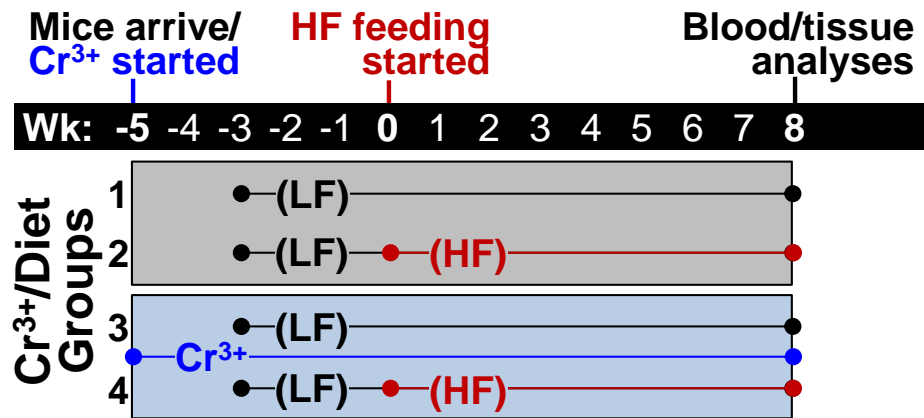 Mice arrive/
Cr³⁺ started
HF feeding
started
Blood/tissue
analyses
Wk: -5 -4 -3 -2 -1 0 1 2 3 4 5 6 7 8
Cr³⁺/Diet
Groups
1 (LF)
2 (LF) (HF)
3 (LF)
Cr³⁺
4 (LF) (HF)